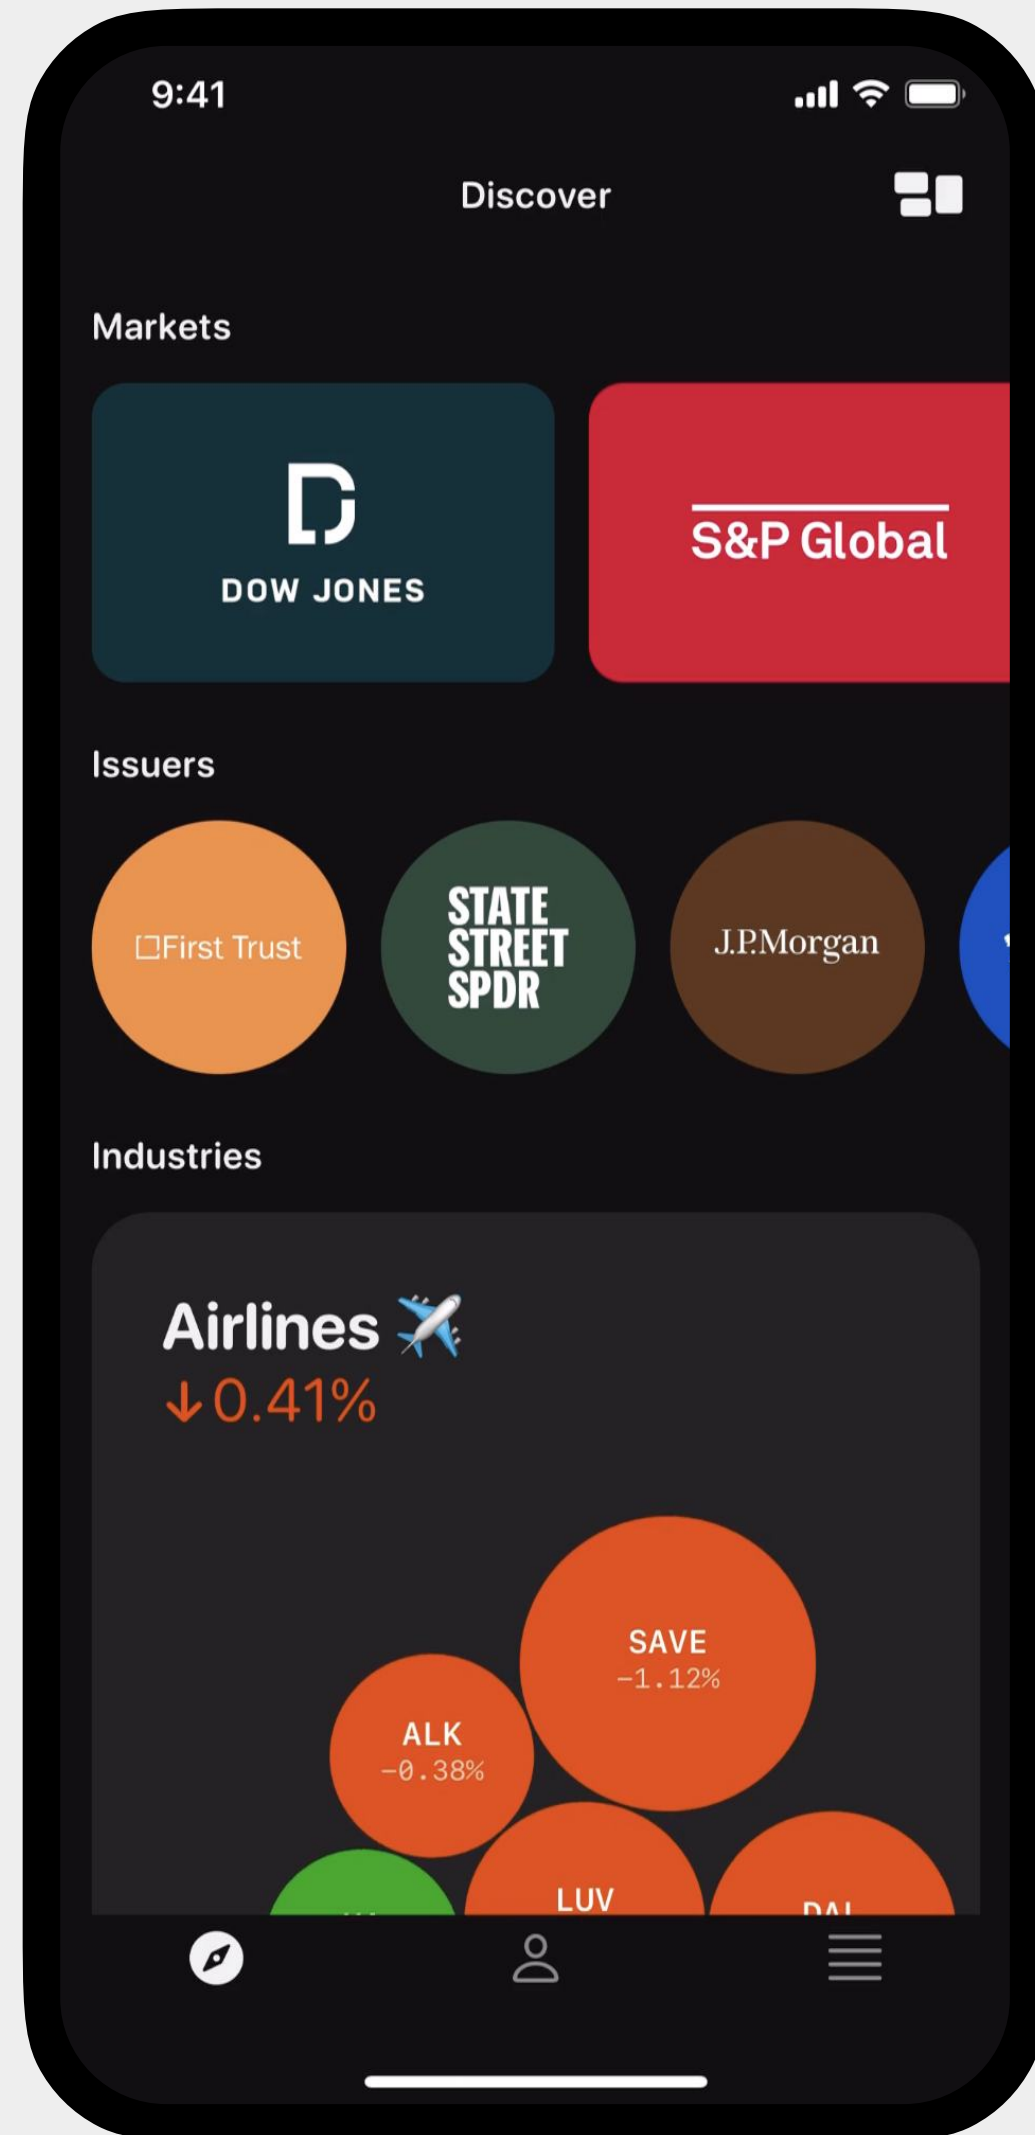 9:41
Discover
Markets
DOW JONES
S&P Global
Issuers
First Trust
STATE
STREET
SPDR
J.P.Morgan
Industries
Airlines ✈️
↓0.41%
SAVE
-1.12%
ALK
-0.38%
LUV
DAL